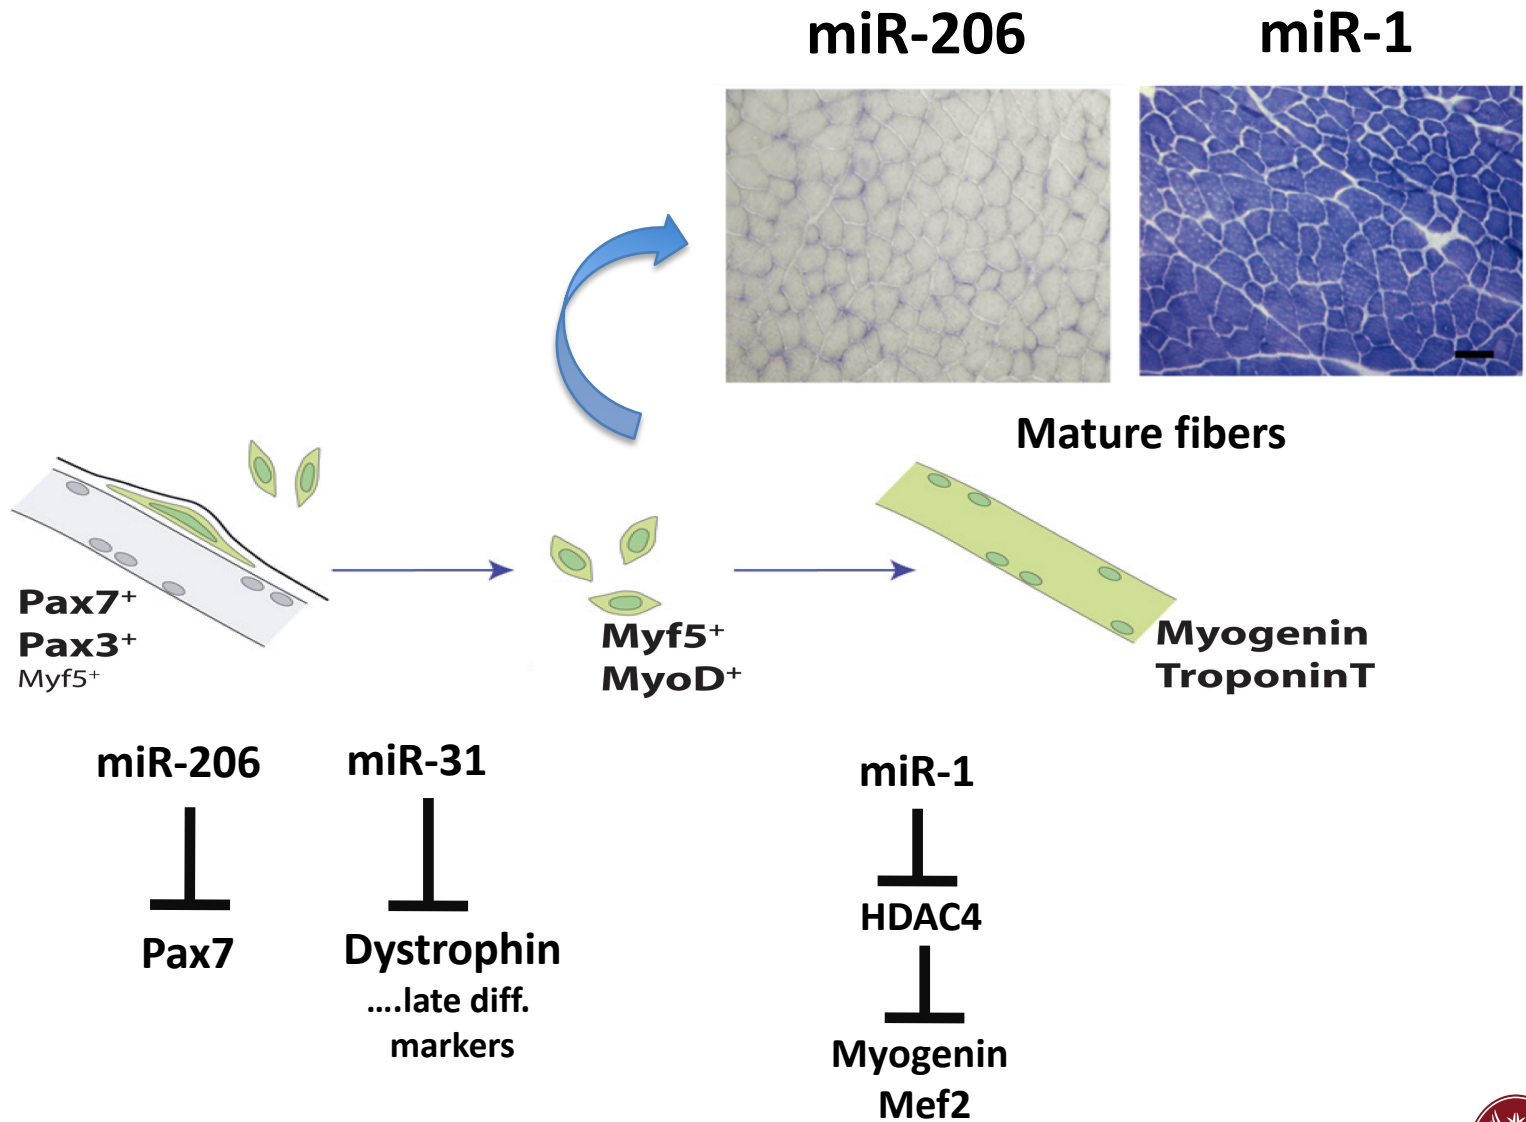 miR-206
miR-1
Mature fibers
Pax7⁺
Pax3⁺
Myf5⁺
Myf5⁺
MyoD⁺
Myogenin
TroponinT
miR-206
Pax7
miR-31
Dystrophin
....late diff.
markers
miR-1
HDAC4
Myogenin
Mef2